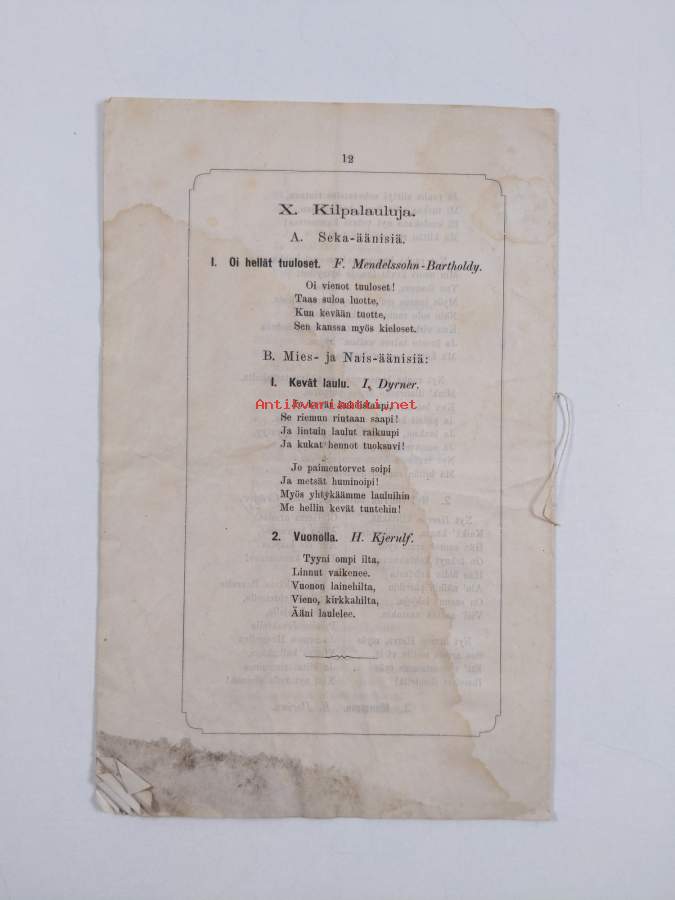 12
X. Kilpalauluja.
A. Seka-äänisiä.
I. Oi hellät tuuloset. F. Mendelssohn-Bartholdy.
Oi vienot tuuloset!
Taas suloa luotte,
Kun kevään tuotte,
Sen kanssa myös kieloset.
B. Mies- ja Nais-äänisiä:
I. Kevät laulu. I. Dyrner.
Jo kevät
Antikvariaatti.net
Se riemun rintaan saapi!
Ja lintuin laulut raikuupi
Ja kukat hennot tuoksuvi!
Jo paimentorvet soipi
Ja metsät huminoipi!
Myös yhtykäämme lauluihin
Me hellin kevät tuntehin!
2. Vuonolla. H. Kjerulf.
Tyyni ompi ilta,
Linnut vaikenee.
Vuonon lainehilta,
Vieno, kirkkahilta,
Ääni laulelee.